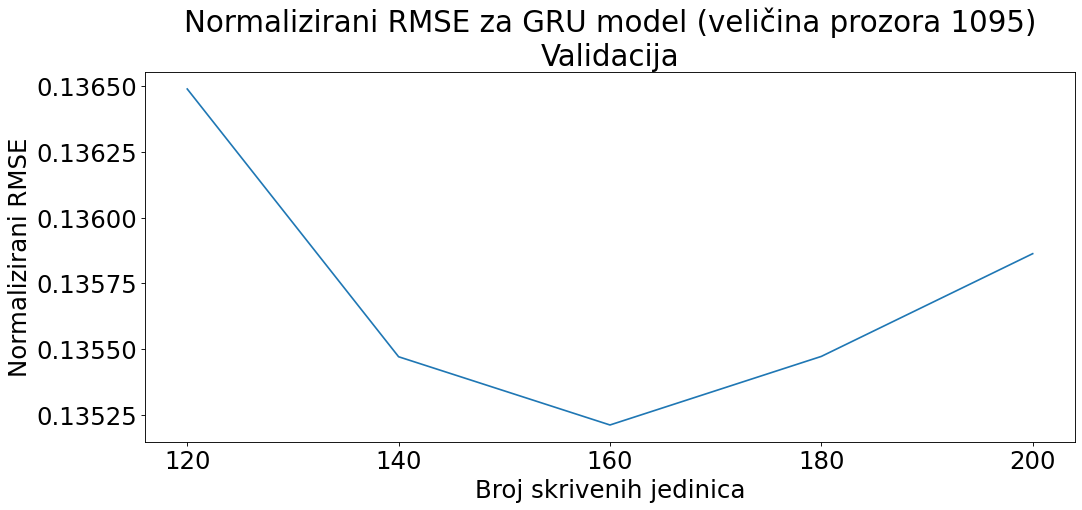 Normalizirani RMSE za GRU model (veličina prozora 1095)
Validacija
Normalizirani RMSE
0.13650
0.13625
0.13600
0.13575
0.13550
0.13525
120 140 160 180 200
Broj skrivenih jedinica